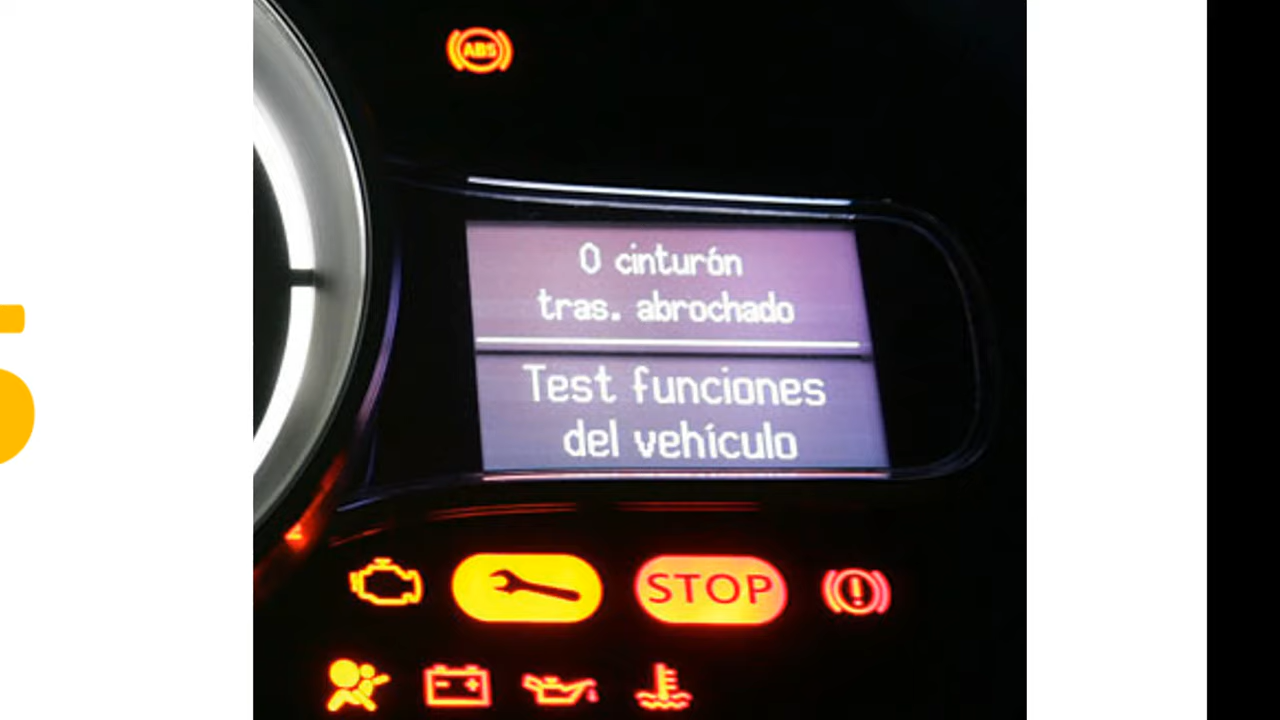 ABS
0 cinturón
tras. abrochado
Test funciones
del vehículo
STOP